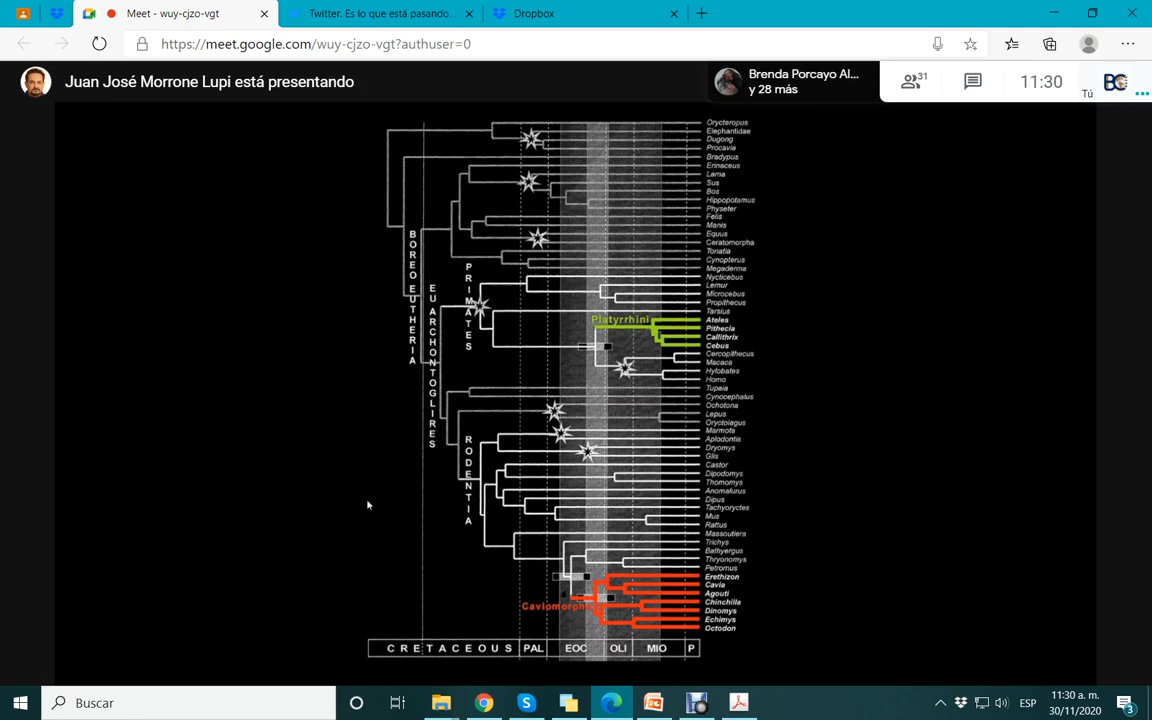 Meet - wuy-cjzo-vgt
Twitter. Es lo que está pasando.
Dropbox
https://meet.google.com/wuy-cjzo-vgt?authuser=0
Juan José Morrone Lupi está presentando
Brenda Porcayo Al...
y 28 más
31
11:30
Tú
BC
Orycteropus
Elephantidae
Dugong
Procavia
Bradypus
Erinaceus
Lama
Sus
Bos
Hippopotamus
Physeter
Felis
Manis
Equus
Ceratomorpha
Tonatia
Cynopterus
Megaderma
Nycticebus
Lemur
Microcebus
Propithecus
Tarsius
Platyrrhini
Ateles
Pithecia
Callithrix
Cebus
Cercopithecus
Macaca
Hylobates
Homo
Tupaia
Cynocephalus
Ochotona
Lepus
Oryctolagus
Marmota
Aplodontia
Dryomys
Glis
Castor
Dipodomys
Thomomys
Anomalurus
Dipus
Tachyoryctes
Mus
Rattus
Massoutiera
Trichys
Bathyergus
Thryonomys
Petromus
Erethizon
Cavia
Agouti
Chinchilla
Dinomys
Echimys
Octodon
BOREOEUTHERIA
EUARCHONTOGLIRES
PRIMATES
RODENTIA
CRETACEOUS PAL EOC OLI MIO P
Buscar
ESP
11:30 a. m.
30/11/2020
3